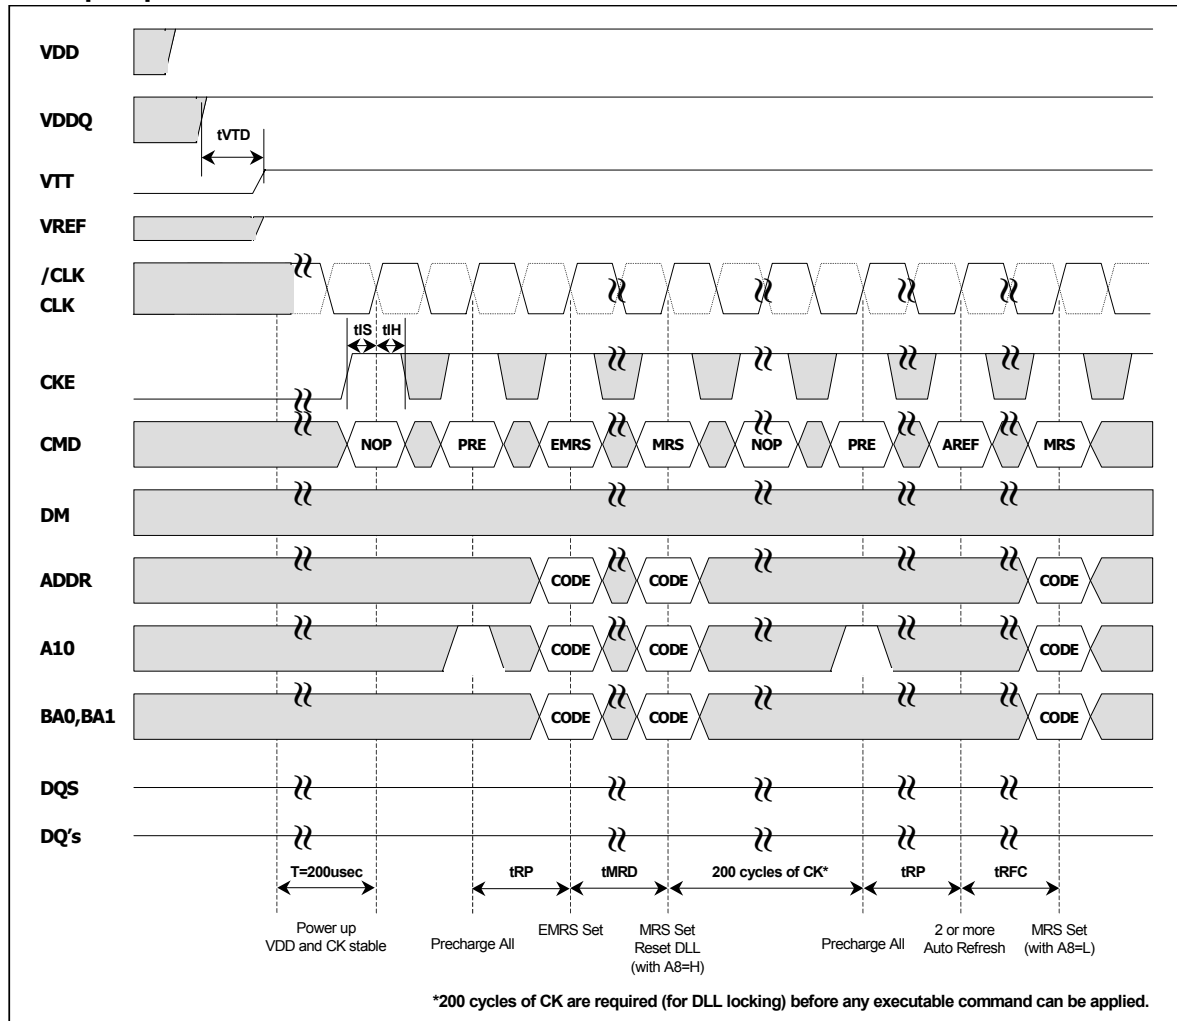 VDD
VDDQ
tVTD
VTT
VREF
/CLK
CLK
tIS tIH
CKE
CMD NOP PRE EMRS MRS NOP PRE AREF MRS
DM
ADDR CODE CODE CODE
A10 CODE CODE CODE
BA0,BA1 CODE CODE CODE
DQS
DQ's
T=200usec tRP tMRD 200 cycles of CK* tRP tRFC
Power up
VDD and CK stable
Precharge All
EMRS Set
MRS Set
Reset DLL
(with A8=H)
Precharge All
2 or more
Auto Refresh
MRS Set
(with A8=L)
*200 cycles of CK are required (for DLL locking) before any executable command can be applied.